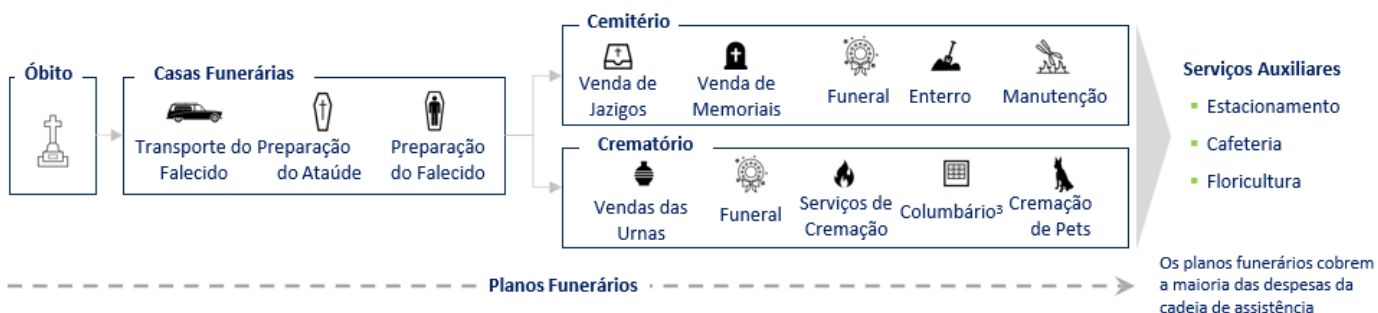 Óbito
Casas Funerárias
Transporte do
Falecido
Preparação
do Ataúde
Preparação
do Falecido
Cemitério
Venda de
Jazigos
Venda de
Memoriais
Funeral
Enterro
Manutenção
Crematório
Vendas das
Urnas
Funeral
Serviços de
Cremação
Columbário³
Cremação
de Pets
Serviços Auxiliares
▪ Estacionamento
▪ Cafeteria
▪ Floricultura
Planos Funerários
Os planos funerários cobrem
a maioria das despesas da
cadeia de assistência